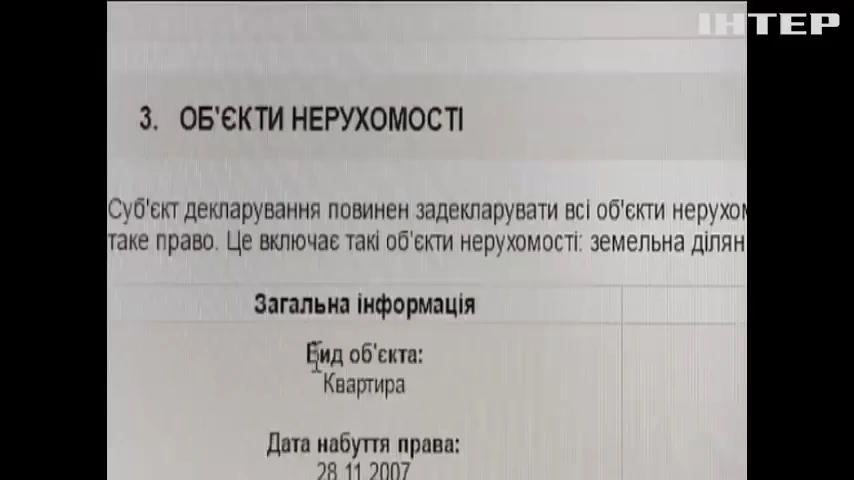 ІНТЕР
3. ОБ'ЄКТИ НЕРУХОМОСТІ
Суб'єкт декларування повинен задекларувати всі об'єкти нерухом
таке право. Це включає такі об'єкти нерухомості: земельна ділян
Загальна інформація
Вид об'єкта:
Квартира
Дата набуття права:
28.11.2007